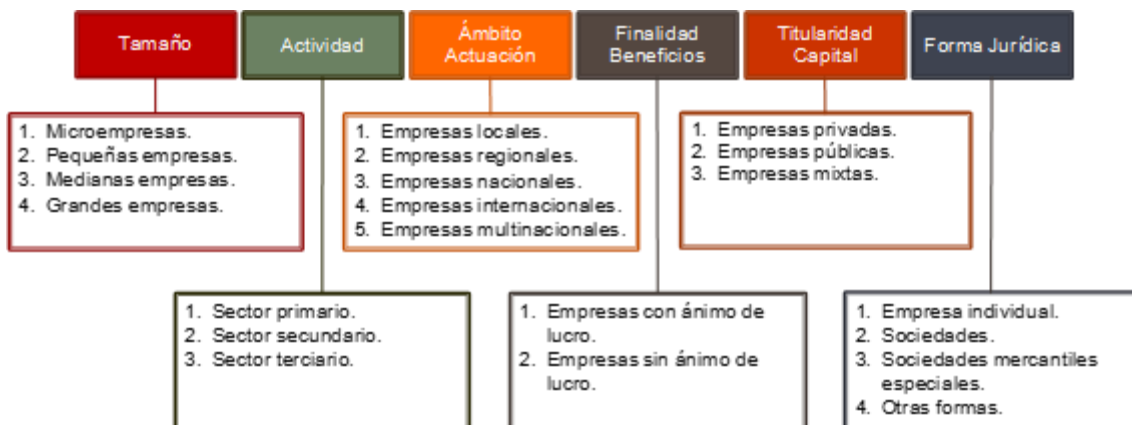 Tamaño
Actividad
Ámbito
Actuación
Finalidad
Beneficios
Titularidad
Capital
Forma Jurídica
1. Microempresas.
2. Pequeñas empresas.
3. Medianas empresas.
4. Grandes empresas.
1. Empresas locales.
2. Empresas regionales.
3. Empresas nacionales.
4. Empresas internacionales.
5. Empresas multinacionales.
1. Empresas privadas.
2. Empresas públicas.
3. Empresas mixtas.
1. Sector primario.
2. Sector secundario.
3. Sector terciario.
1. Empresas con ánimo de
lucro.
2. Empresas sin ánimo de
lucro.
1. Empresa individual.
2. Sociedades.
3. Sociedades mercantiles
especiales.
4. Otras formas.